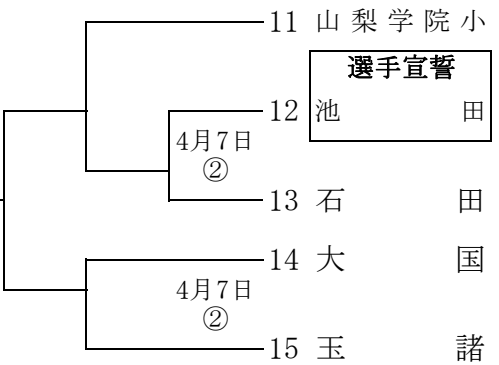 11 山梨学院小
選手宣誓
12 池田
4月7日
②
13 石田
14 大国
4月7日
②
15 玉諸